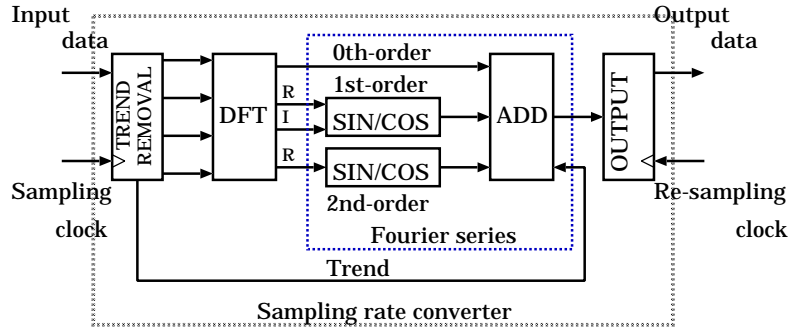 Input
data
Output
data
TREND
REMOVAL
DFT
0th-order
1st-order
R
I
SIN/COS
R
SIN/COS
2nd-order
ADD
OUTPUT
Sampling
clock
Re-sampling
clock
Fourier series
Trend
Sampling rate converter